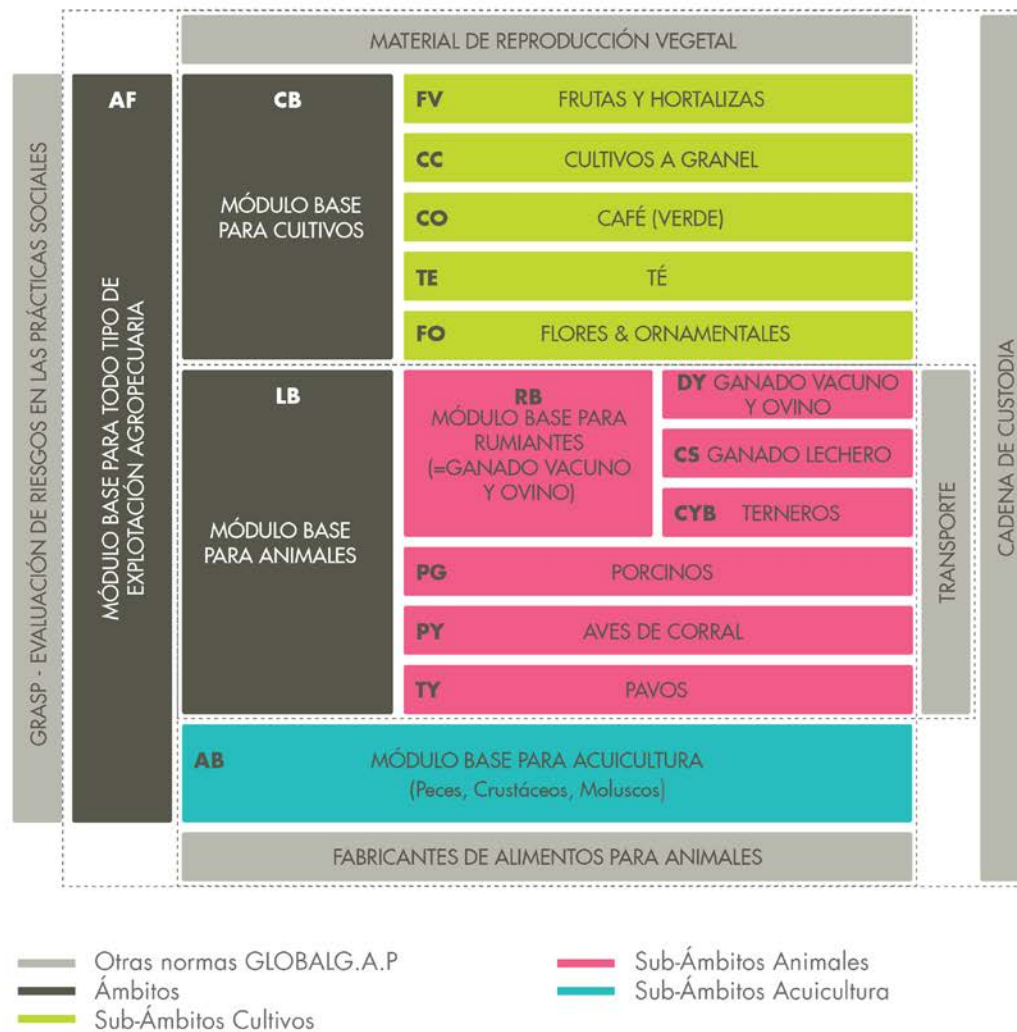 MATERIAL DE REPRODUCCIÓN VEGETAL
GRASP - EVALUACIÓN DE RIESGOS EN LAS PRÁCTICAS SOCIALES
AF
MÓDULO BASE PARA TODO TIPO DE
EXPLOTACIÓN AGROPECUARIA
CB
MÓDULO BASE
PARA CULTIVOS
FV FRUTAS Y HORTALIZAS
CC CULTIVOS A GRANEL
CO CAFÉ (VERDE)
TE TÉ
FO FLORES & ORNAMENTALES
LB
MÓDULO BASE
PARA ANIMALES
RB
MÓDULO BASE PARA
RUMIANTES
(=GANADO VACUNO
Y OVINO)
DY GANADO VACUNO
Y OVINO
CS GANADO LECHERO
CYB TERNEROS
PG PORCINOS
PY AVES DE CORRAL
TY PAVOS
TRANSPORTE
CADENA DE CUSTODIA
AB MÓDULO BASE PARA ACUICULTURA
(Peces, Crustáceos, Moluscos)
FABRICANTES DE ALIMENTOS PARA ANIMALES
Otras normas GLOBALG.A.P
Ámbitos
Sub-Ámbitos Cultivos
Sub-Ámbitos Animales
Sub-Ámbitos Acuicultura